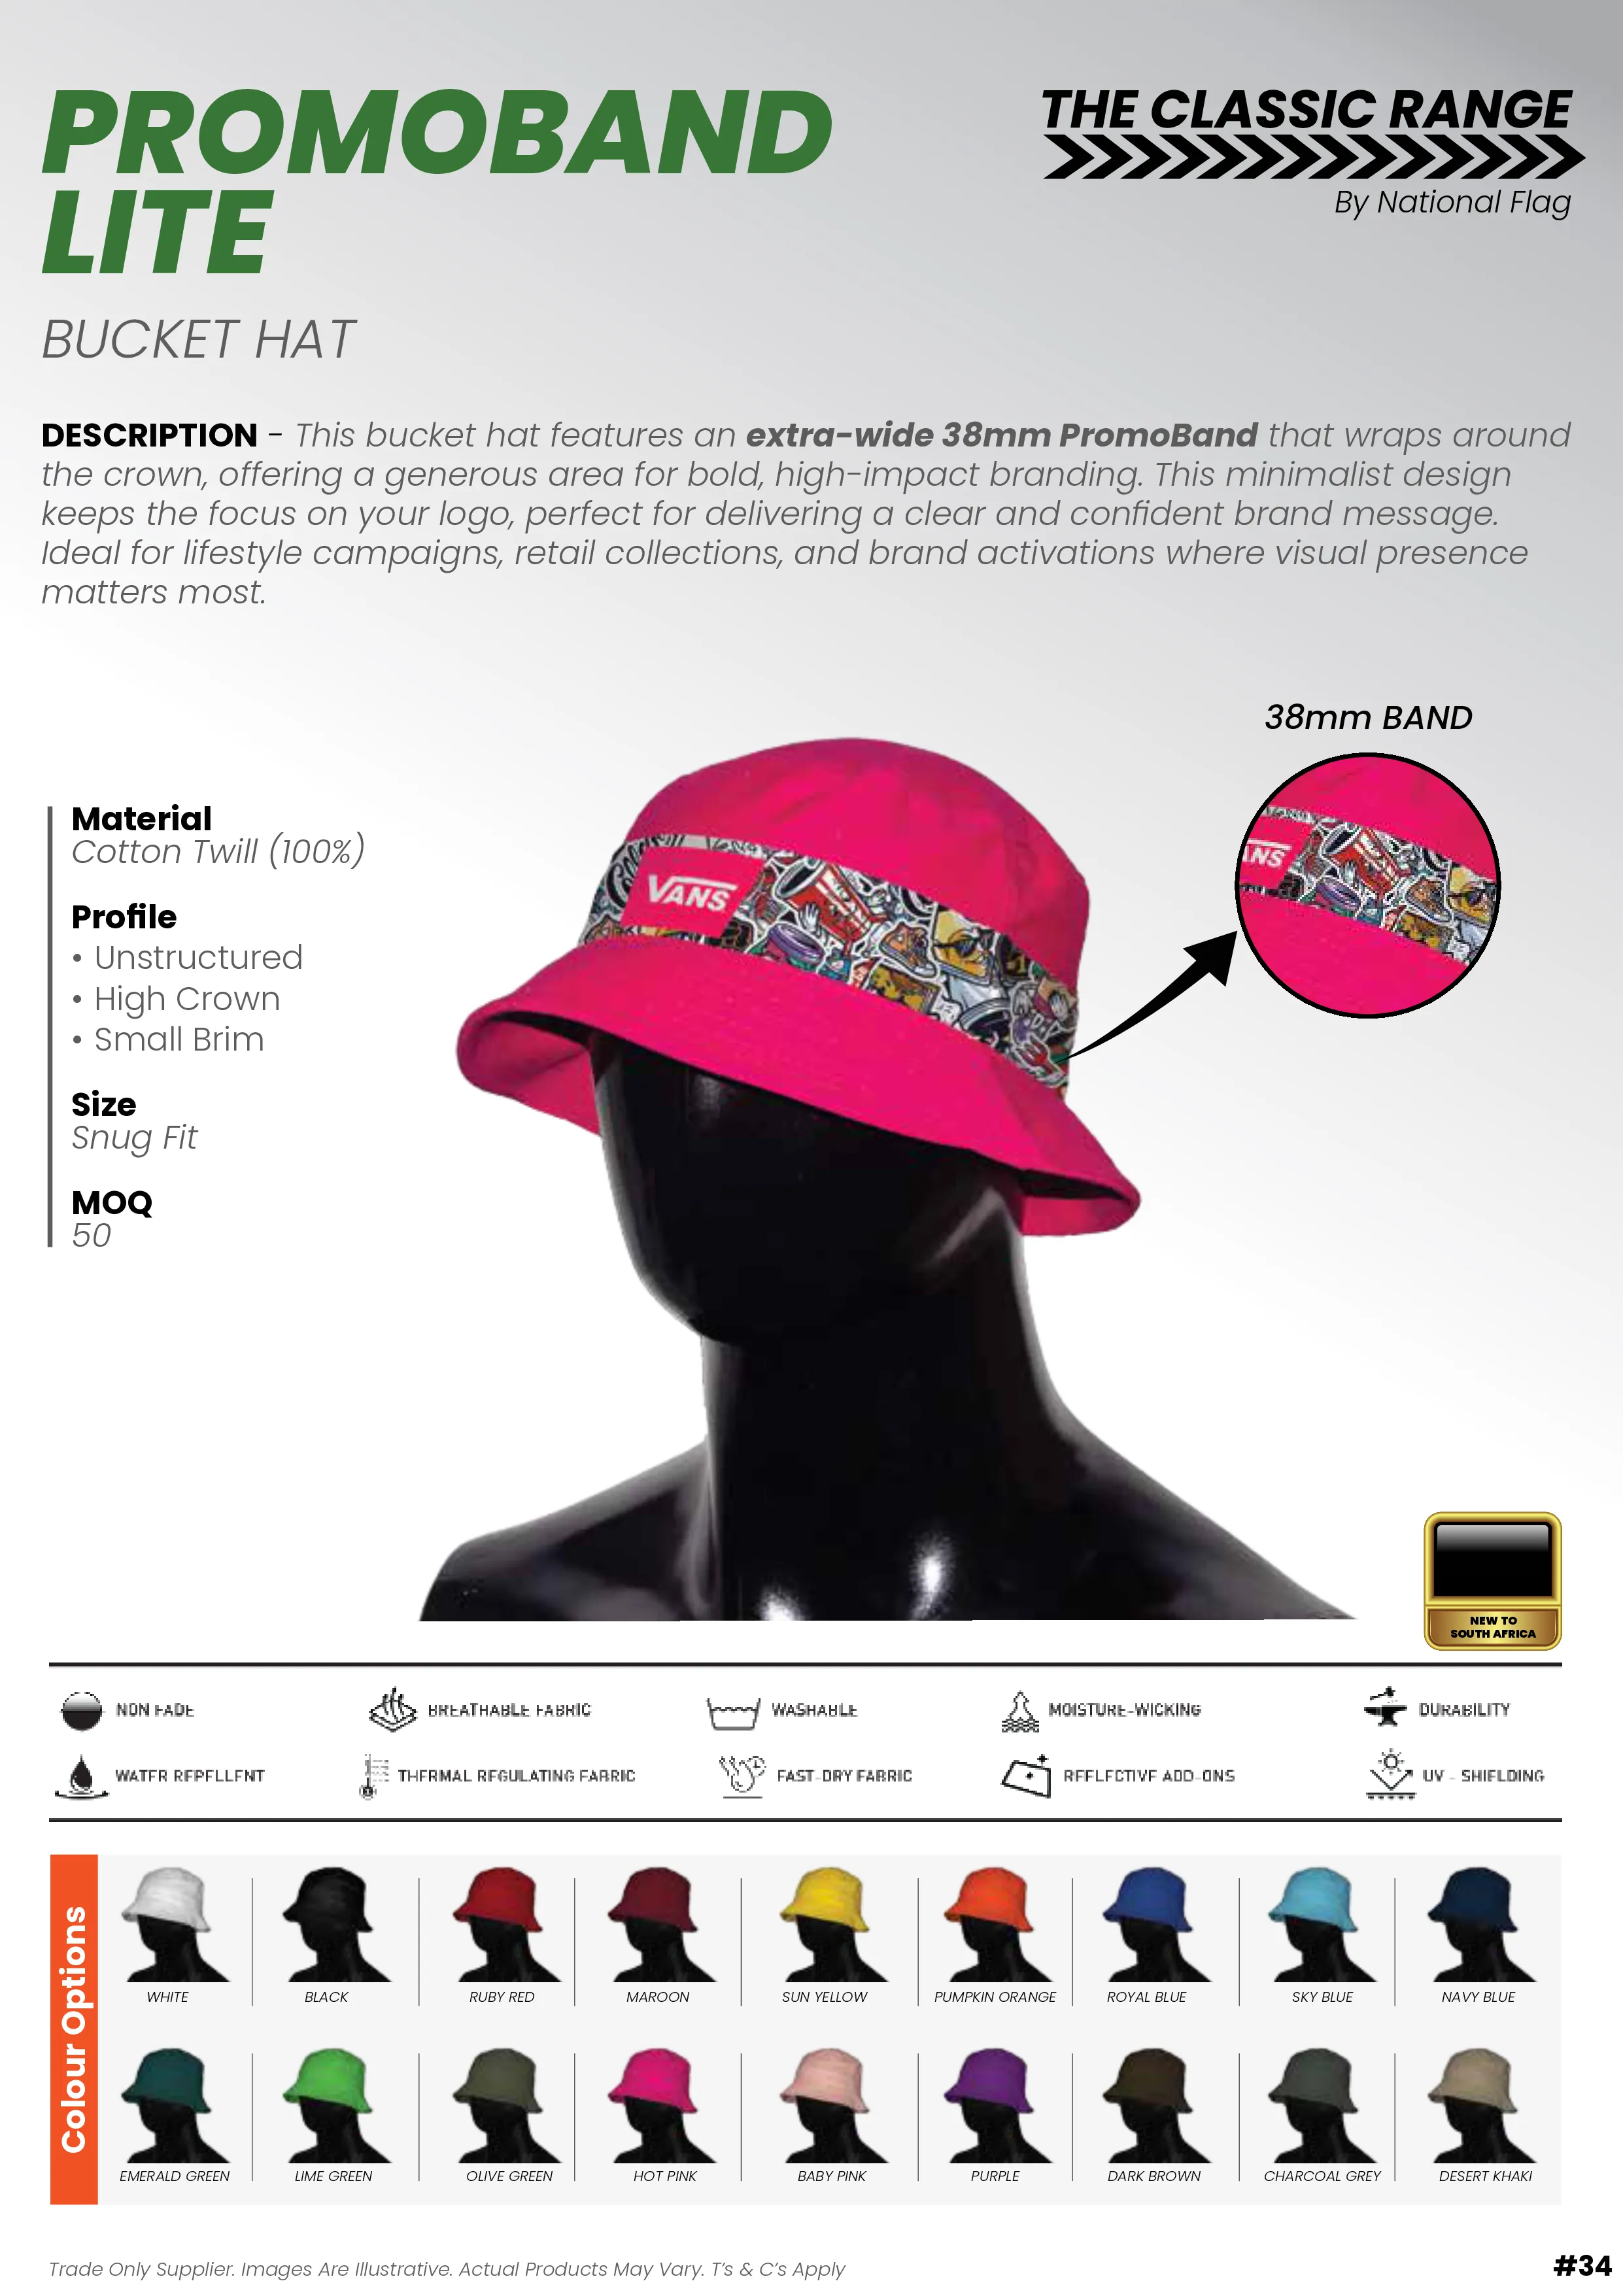 PROMOBAND
LITE
THE CLASSIC RANGE
By National Flag
BUCKET HAT
DESCRIPTION - This bucket hat features an extra-wide 38mm PromoBand that wraps around
the crown, offering a generous area for bold, high-impact branding. This minimalist design
keeps the focus on your logo, perfect for delivering a clear and confident brand message.
Ideal for lifestyle campaigns, retail collections, and brand activations where visual presence
matters most.
38mm BAND
Material
Cotton Twill (100%)
Profile
• Unstructured
• High Crown
• Small Brim
Size
Snug Fit
MOQ
50
VANS
ANS
NEW TO
SOUTH AFRICA
NON FADE
BREATHABLE FABRIC
WASHABLE
MOISTURE-WICKING
DURABILITY
WATER REPELLENT
THERMAL REGULATING FABRIC
FAST-DRY FABRIC
REFLECTIVE ADD-ONS
UV - SHIELDING
Colour Options
WHITE
BLACK
RUBY RED
MAROON
SUN YELLOW
PUMPKIN ORANGE
ROYAL BLUE
SKY BLUE
NAVY BLUE
EMERALD GREEN
LIME GREEN
OLIVE GREEN
HOT PINK
BABY PINK
PURPLE
DARK BROWN
CHARCOAL GREY
DESERT KHAKI
Trade Only Supplier. Images Are Illustrative. Actual Products May Vary. T's & C's Apply
#34